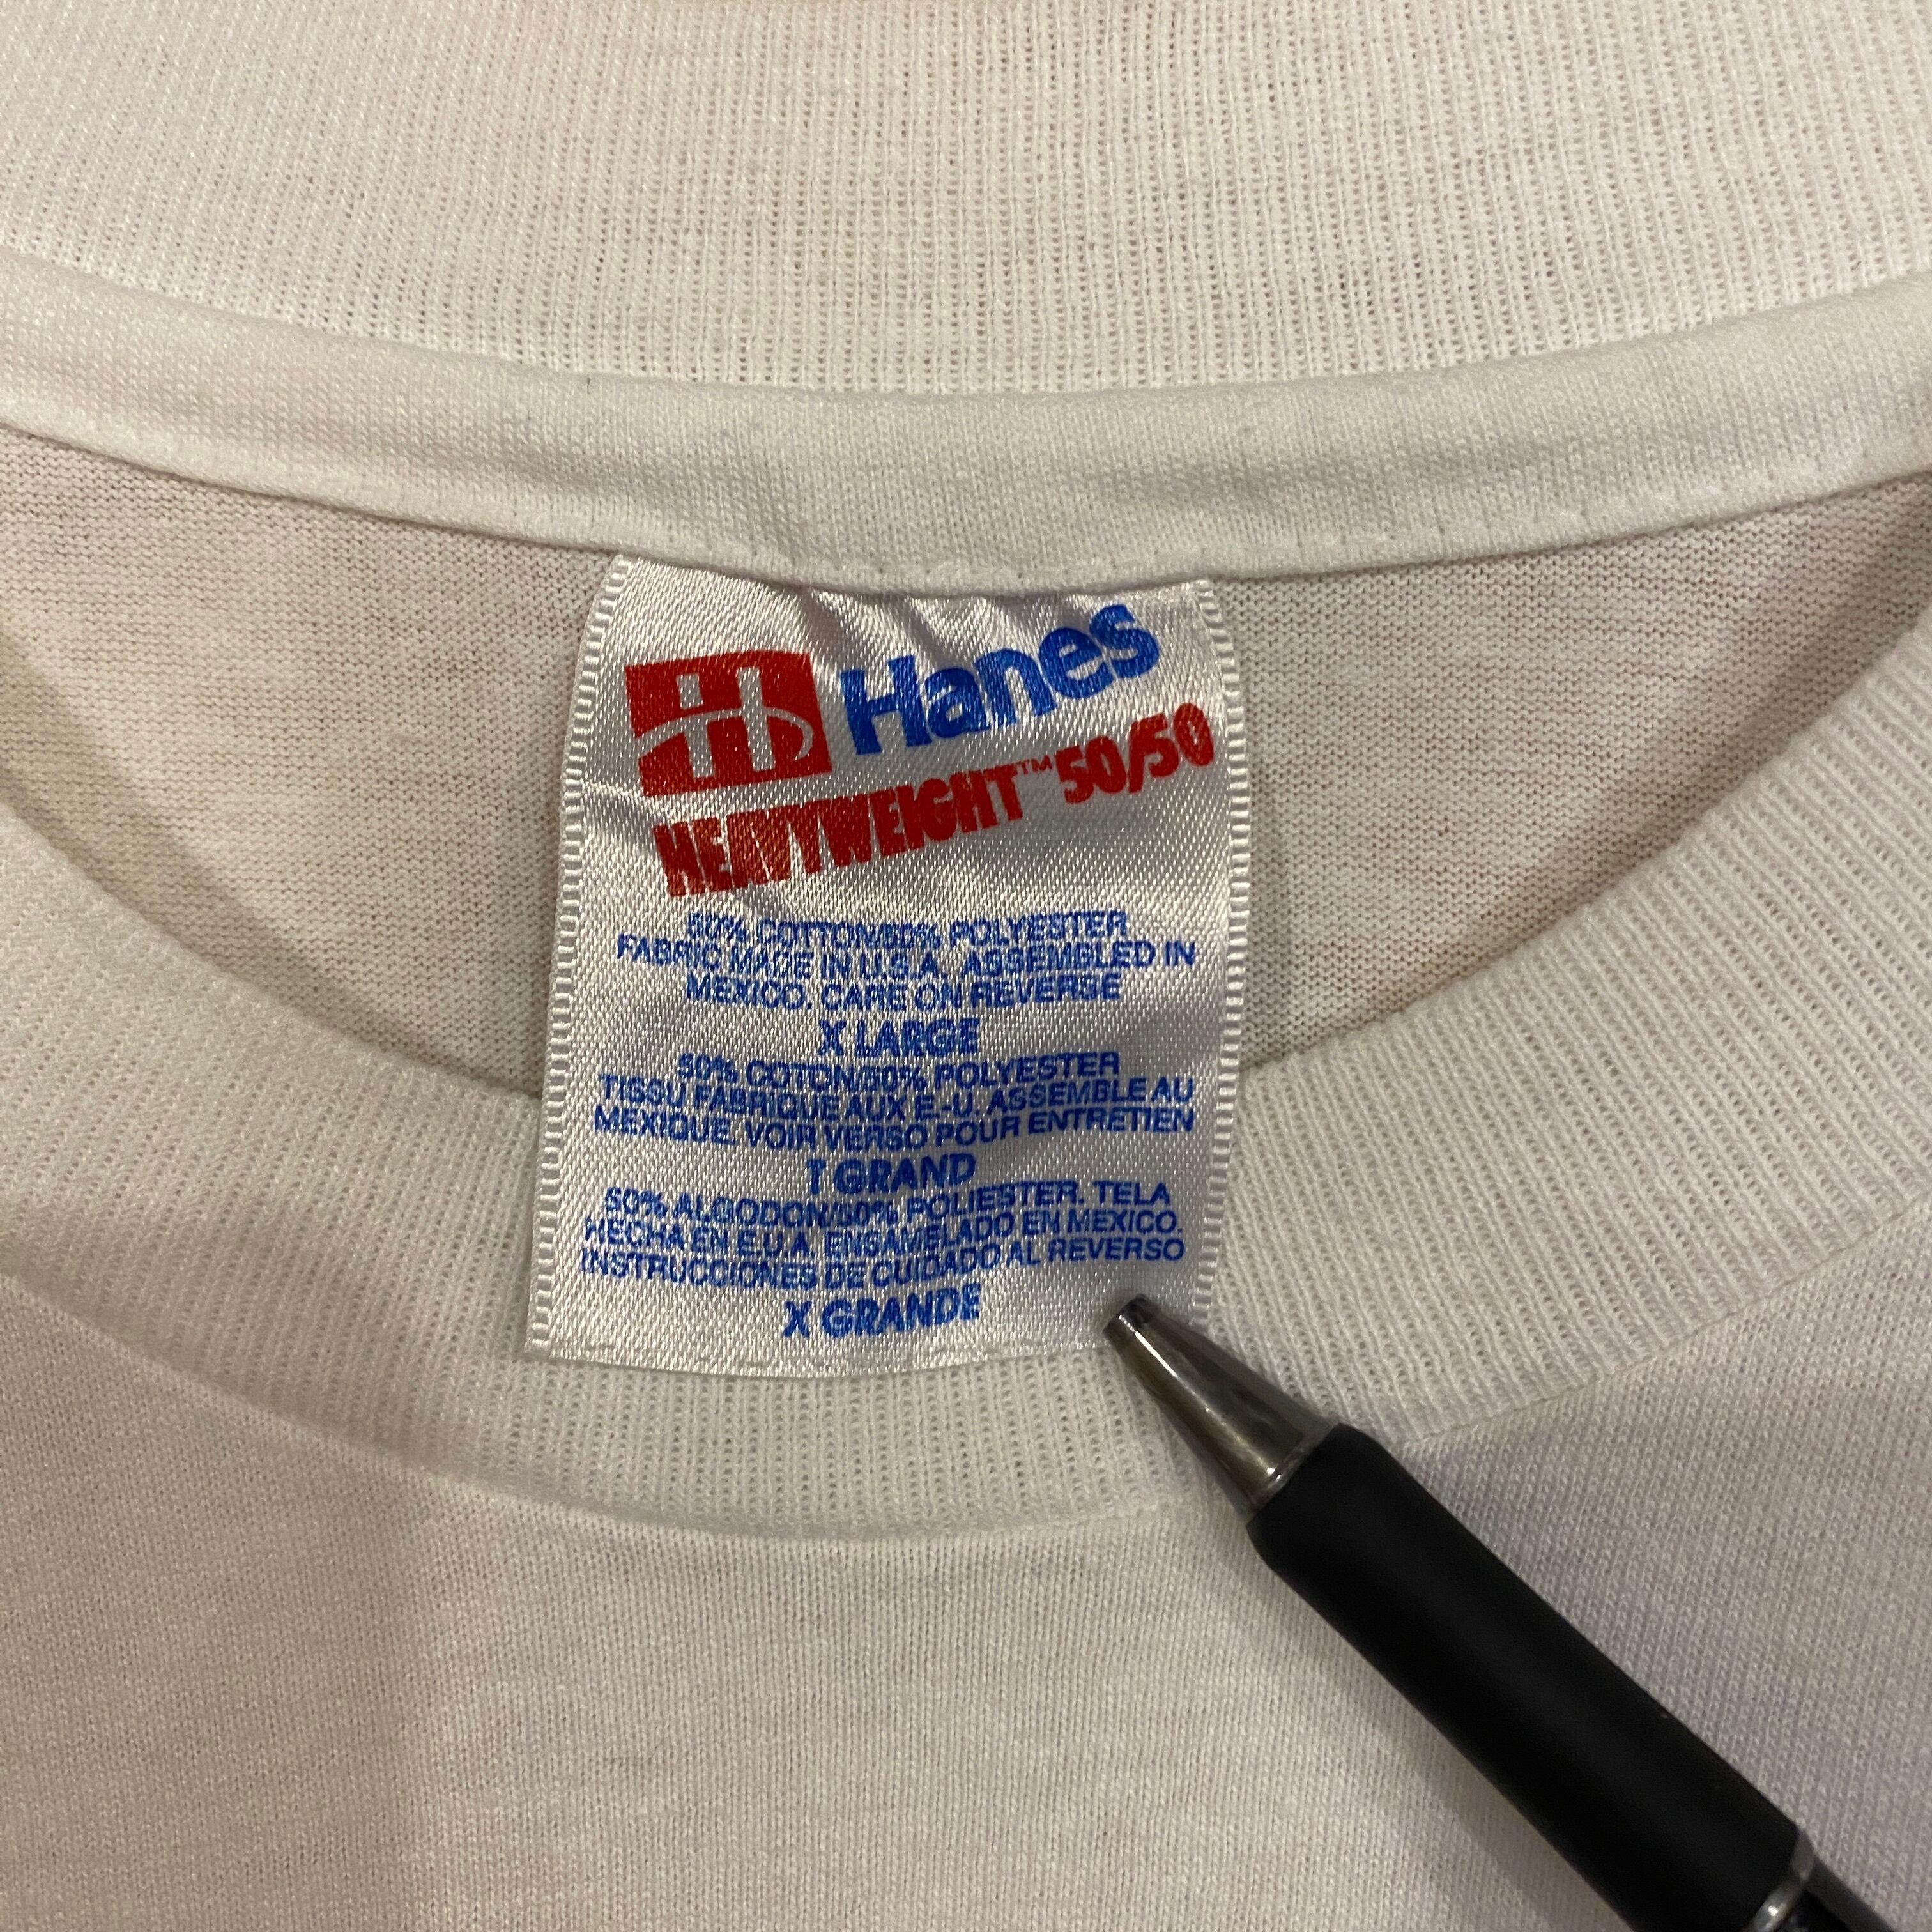 Hanes
HEAVYWEIGHT™ 50/50
50% COTTON/50% POLYESTER
FABRIC MADE IN U.S.A. ASSEMBLED IN
MEXICO. CARE ON REVERSE
X LARGE
50% COTON/50% POLYESTER
TISSU FABRIQUE AUX E.-U. ASSEMBLE AU
MEXIQUE. VOIR VERSO POUR ENTRETIEN
T GRAND
50% ALGODON/50% POLIESTER. TELA
HECHA EN E.U.A. ENSAMELADO EN MEXICO.
INSTRUCCIONES DE CUIDADO AL REVERSO
X GRANDE